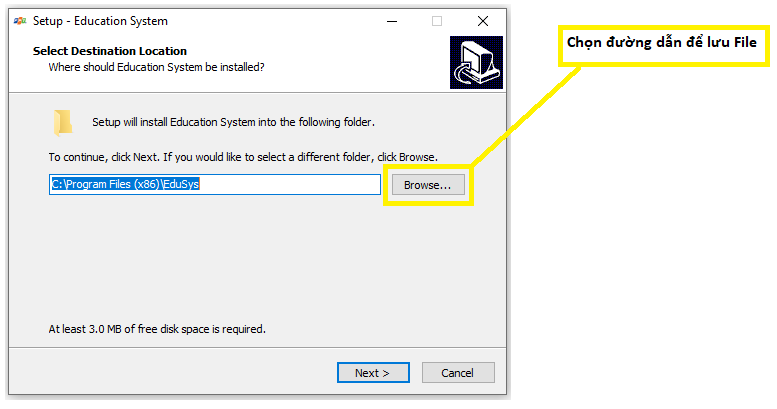 Setup - Education System
Chọn đường dẫn để lưu File
Select Destination Location
Where should Education System be installed?
Setup will install Education System into the following folder.
To continue, click Next. If you would like to select a different folder, click Browse.
C:\Program Files (x86)\EduSys
Browse...
At least 3.0 MB of free disk space is required.
Next >
Cancel